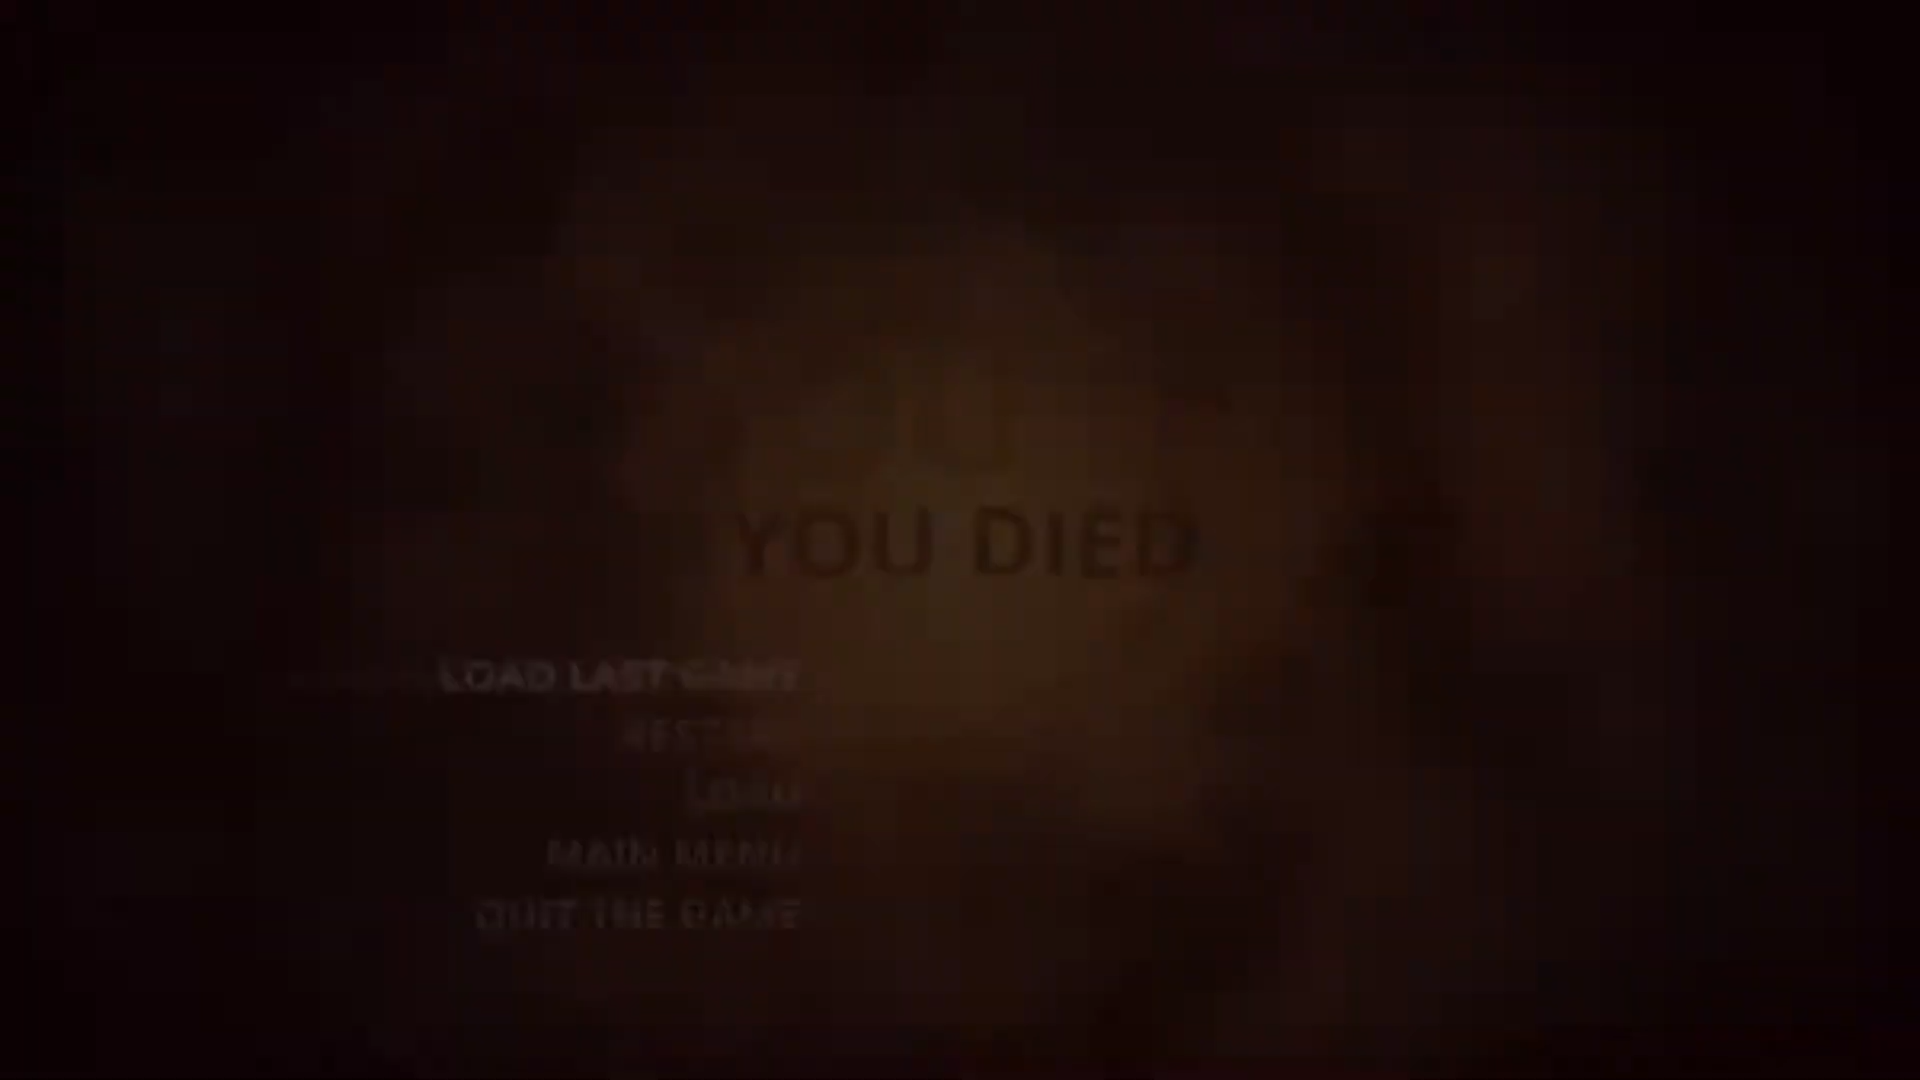 YOU DIED
LOAD LAST GAME
RESTART
LOAD
MAIN MENU
QUIT THE GAME